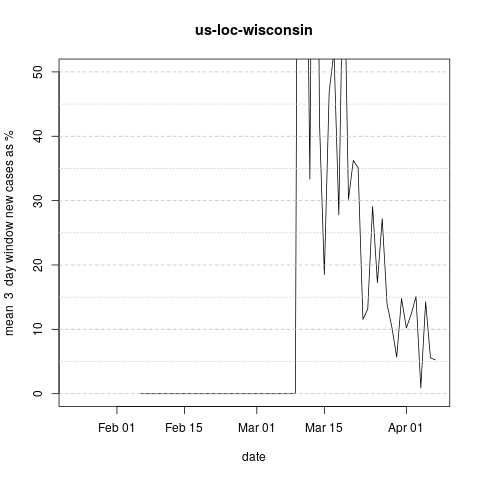 us-loc-wisconsin
mean 3 day window new cases as %
50
40
30
20
10
0
Feb 01 Feb 15 Mar 01 Mar 15 Apr 01
date